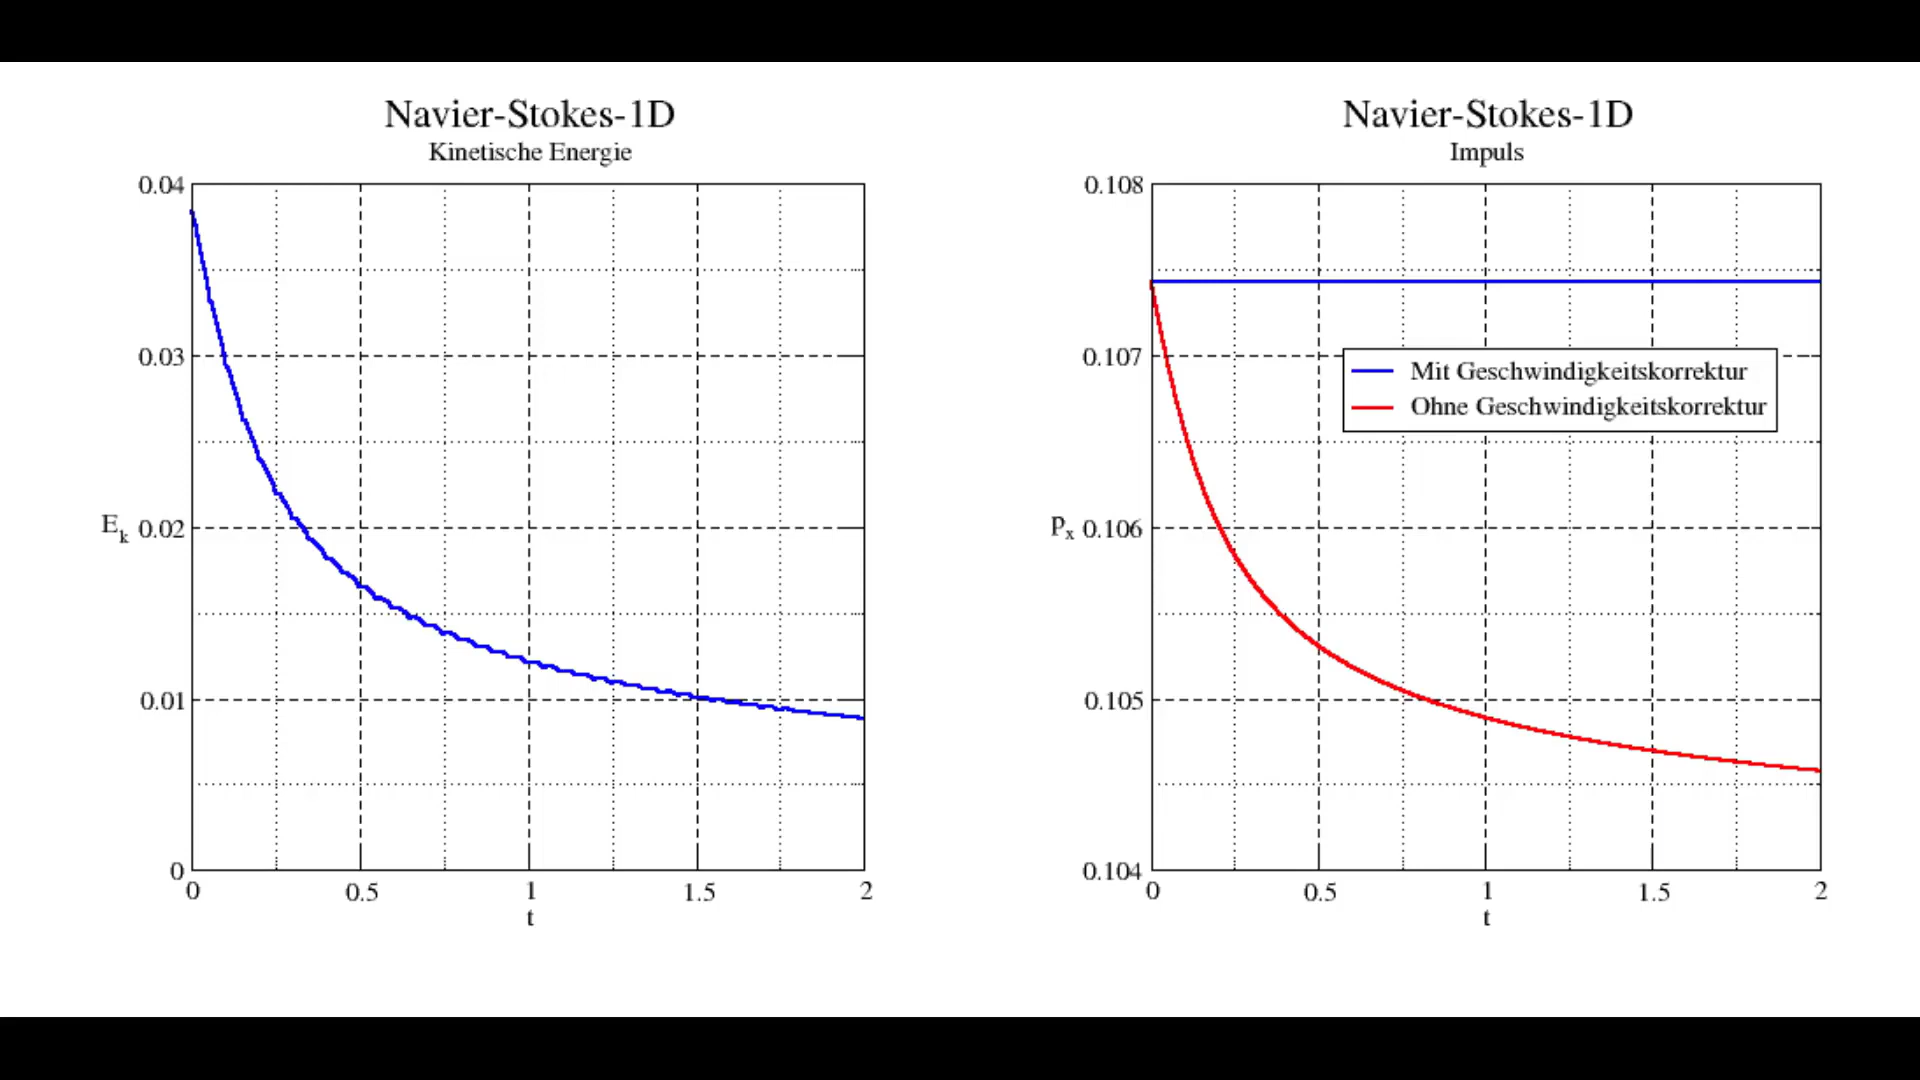 Navier-Stokes-1D
Kinetische Energie
0.04
0.03
E_k 0.02
0.01
0
0 0.5 1 1.5 2
t
Navier-Stokes-1D
Impuls
0.108
0.107
Mit Geschwindigkeitskorrektur
Ohne Geschwindigkeitskorrektur
p_x 0.106
0.105
0.104
0 0.5 1 1.5 2
t